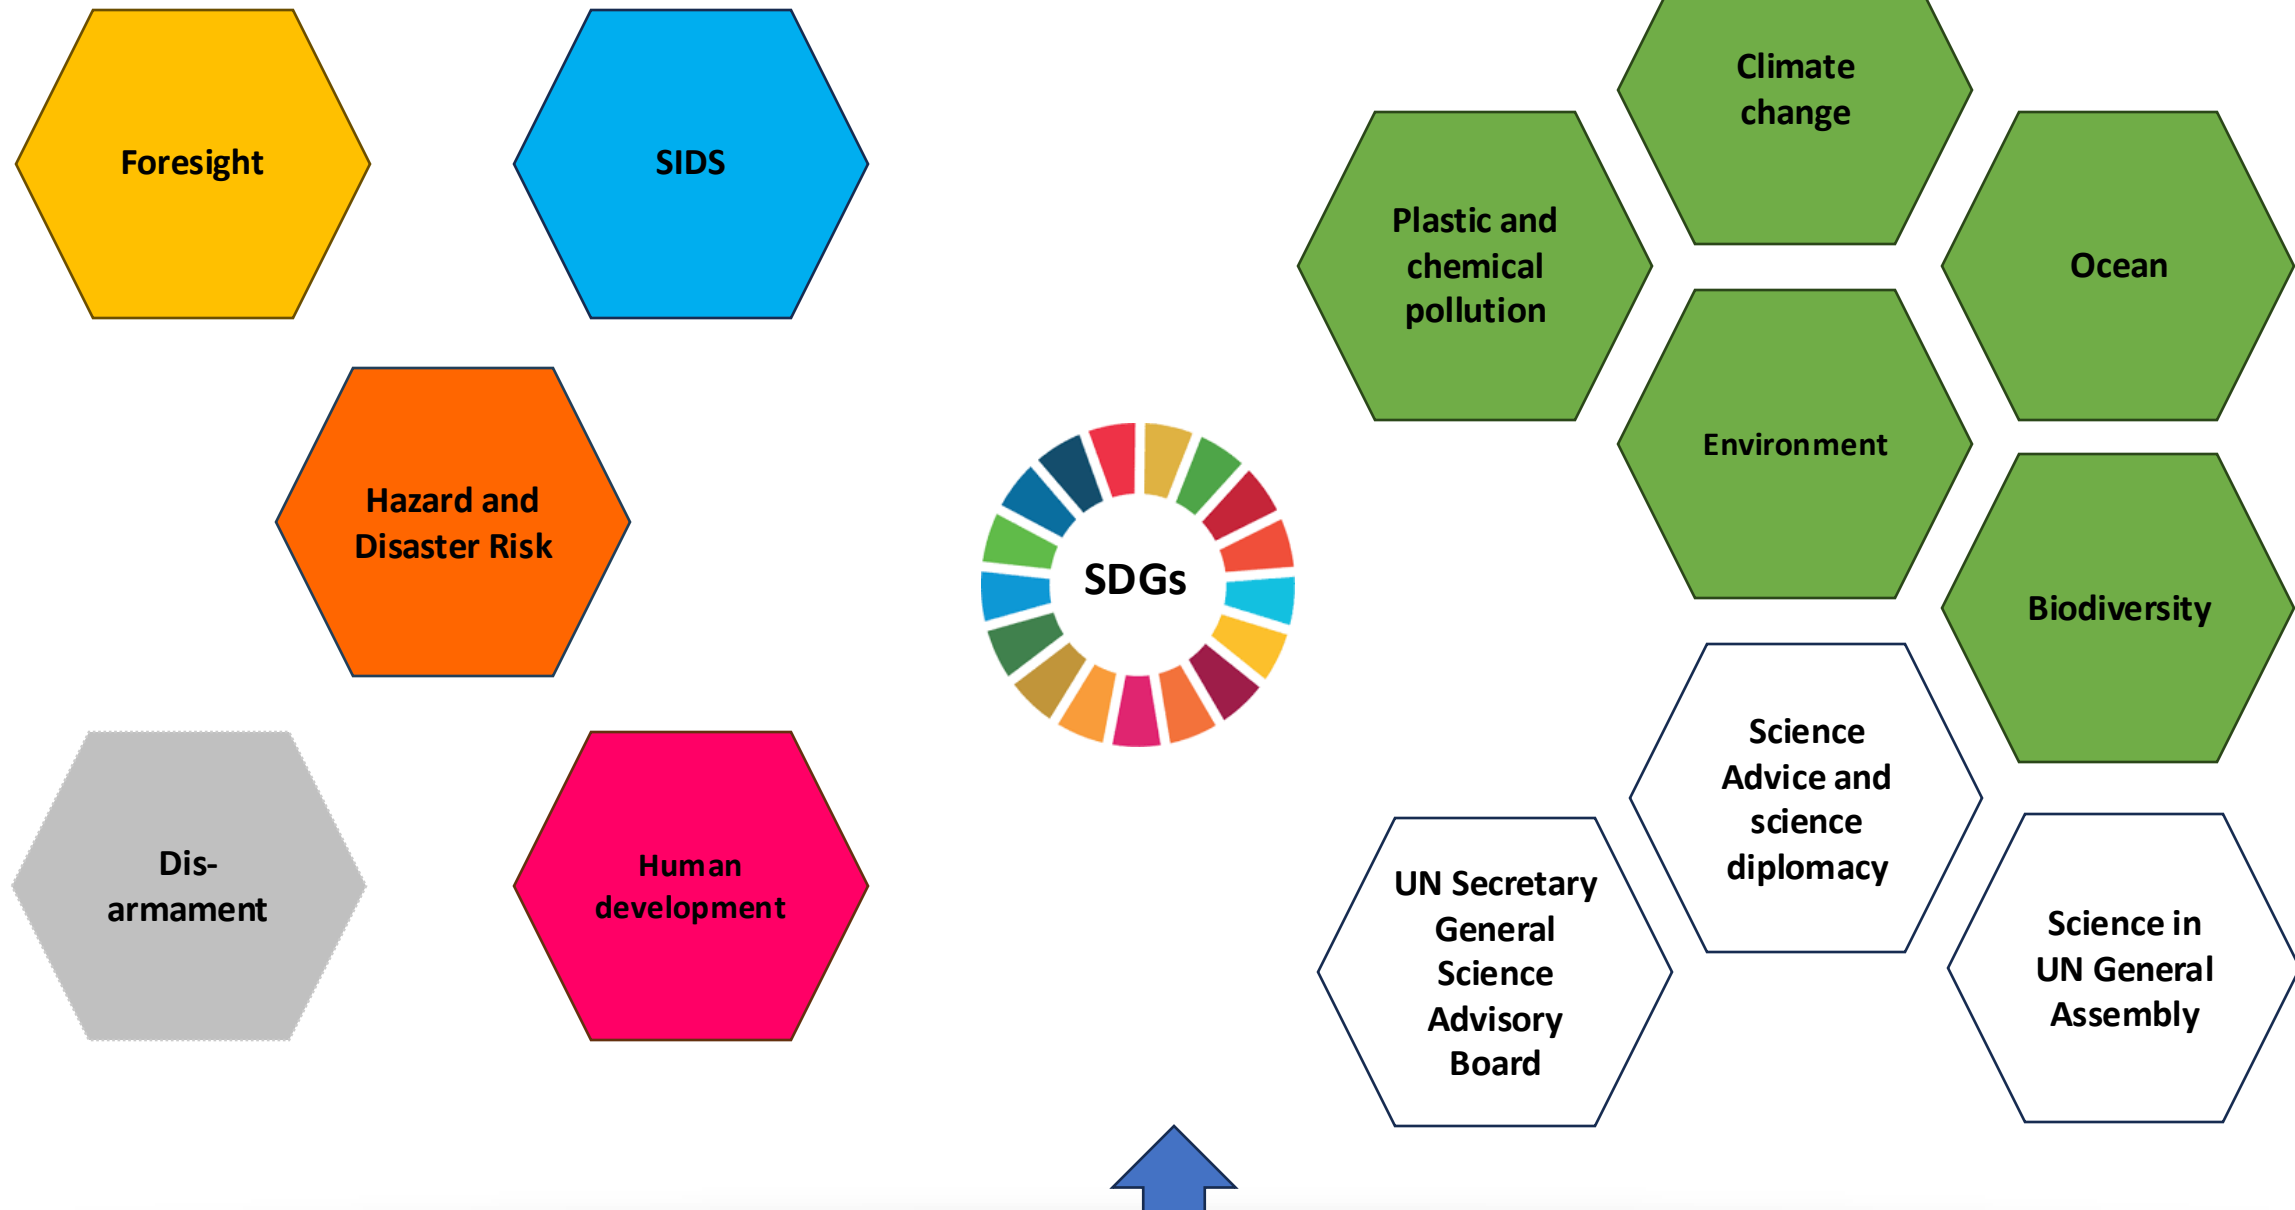 Foresight
SIDS
Hazard and
Disaster Risk
Dis-
armament
Human
development
SDGs
Climate
change
Plastic and
chemical
pollution
Ocean
Environment
Biodiversity
Science
Advice and
science
diplomacy
UN Secretary
General
Science
Advisory
Board
Science in
UN General
Assembly